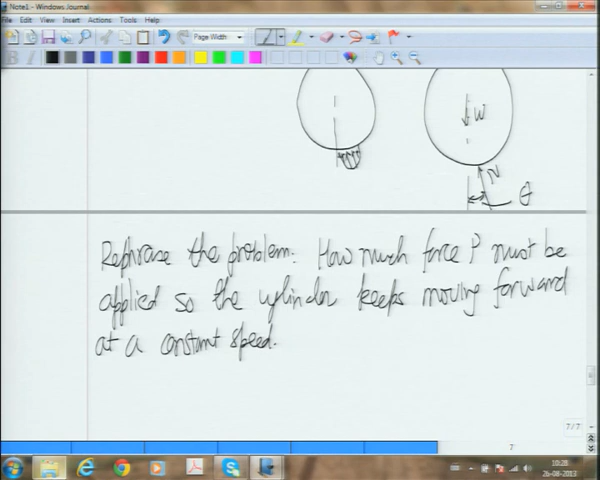 Note1 - Windows Journal
File Edit View Insert Actions Tools Help
Page Width
B I
W
N
θ
Rephrase the problem: How much force P must be
applied so the cylinder keeps moving forward
at a constant speed.
7/7
7
10:28
26-08-2013